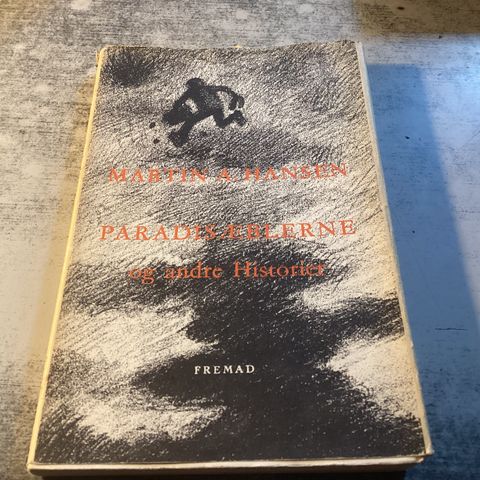 MARTIN A. HANSEN
PARADISÆBLERNE
og andre Historier
FREMAD